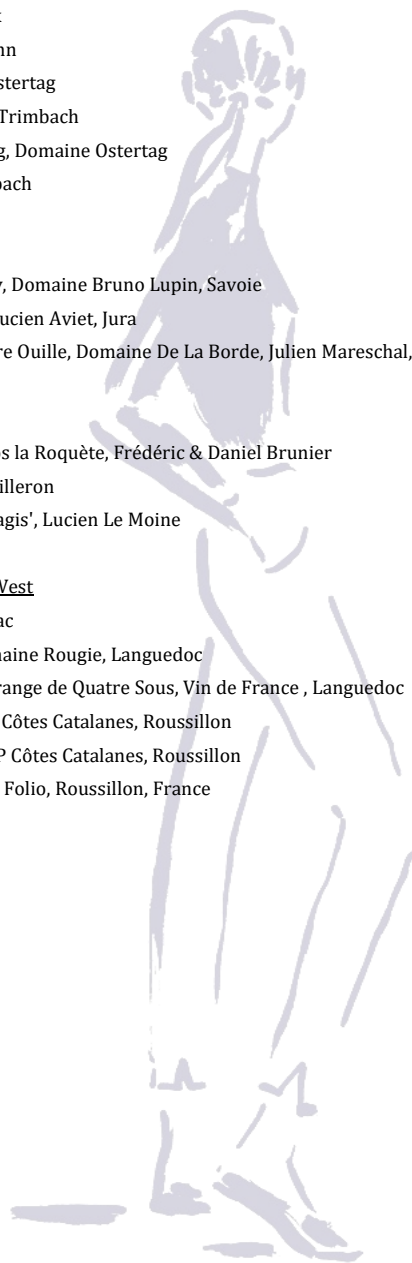 nn
stertag
Trimbach
g, Domaine Ostertag
bach
y, Domaine Bruno Lupin, Savoie
ucien Aviet, Jura
re Ouille, Domaine De La Borde, Julien Mareschal,
os la Roquète, Frédéric & Daniel Brunier
illeron
agis', Lucien Le Moine
West
ac
naine Rougie, Languedoc
range de Quatre Sous, Vin de France , Languedoc
Côtes Catalanes, Roussillon
P Côtes Catalanes, Roussillon
Folio, Roussillon, France